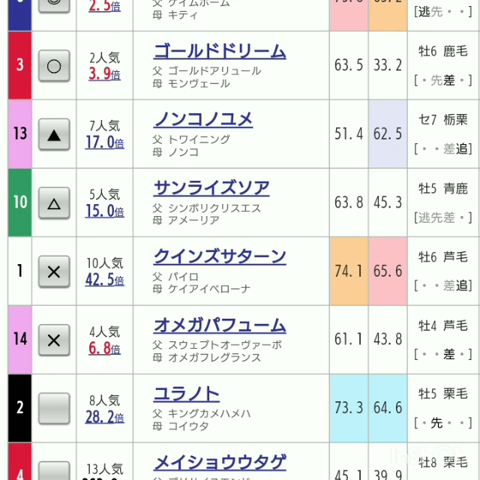 2.5倍
父 ゲイムホーム
母 キティ
[逃先・・]
3
○
2人気
3.9倍
ゴールドドリーム
父 ゴールドアリュール
母 モンヴェール
63.5
33.2
牡6 鹿毛
[・先差・]
13
▲
7人気
17.0倍
ノンコノユメ
父 トワイニング
母 ノンコ
51.4
62.5
セ7 栃栗
[・・差追]
10
△
5人気
15.0倍
サンライズソア
父 シンボリクリスエス
母 アメーリア
63.8
45.3
牡5 青鹿
[逃先差・]
1
×
10人気
42.5倍
クインズサターン
父 パイロ
母 ケイアイベローナ
74.1
65.6
牡6 芦毛
[・・差追]
14
×
4人気
6.8倍
オメガパフューム
父 スウェプトオーヴァーボ
母 オメガフレグランス
61.1
43.8
牡4 芦毛
[・・差・]
2
8人気
28.2倍
ユラノト
父 キングカメハメハ
母 コイウタ
73.3
64.6
牡5 栗毛
[・先・・]
4
13人気
メイショウウタゲ
45.1
39.9
牡8 栗毛